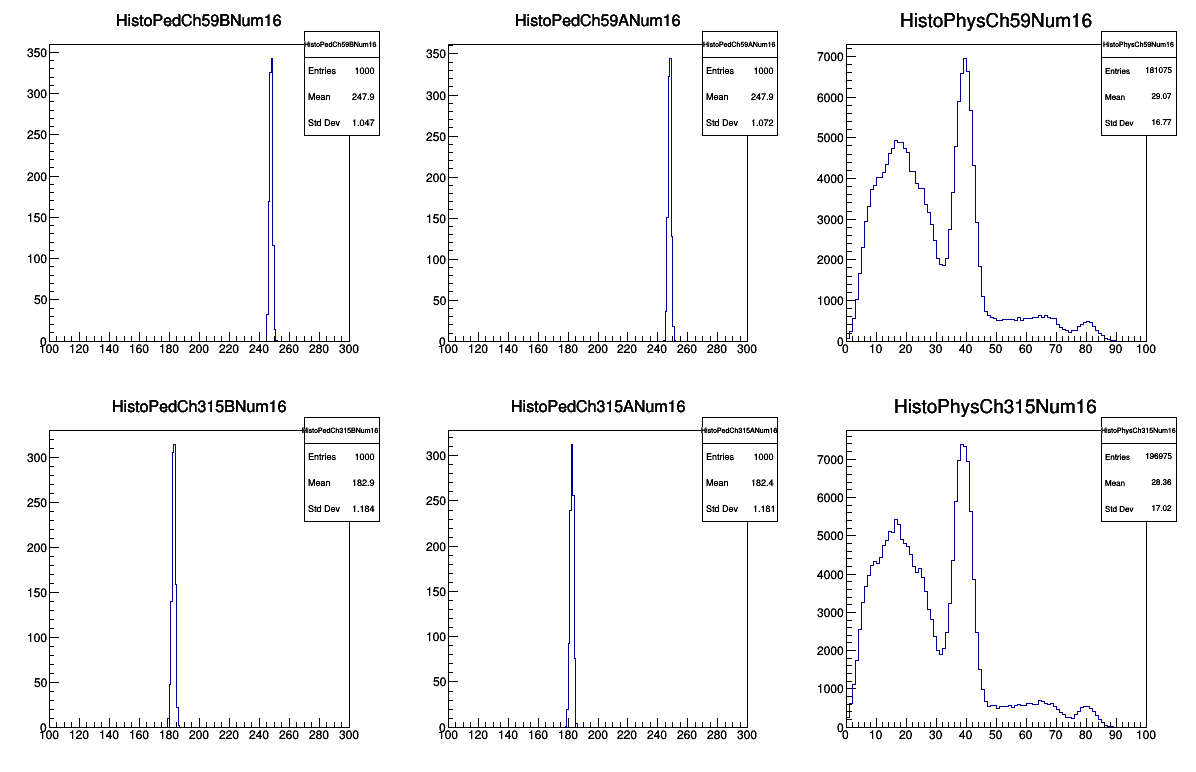 HistoPedCh59BNum16
HistoPedCh59BNum16
Entries 1000
Mean 247.9
Std Dev 1.047
350
300
250
200
150
100
50
0
100 120 140 160 180 200 220 240 260 280 300
HistoPedCh59ANum16
HistoPedCh59ANum16
Entries 1000
Mean 247.9
Std Dev 1.072
350
300
250
200
150
100
50
0
100 120 140 160 180 200 220 240 260 280 300
HistoPhysCh59Num16
HistoPhysCh59Num16
Entries 181075
Mean 29.07
Std Dev 16.77
7000
6000
5000
4000
3000
2000
1000
0
0 10 20 30 40 50 60 70 80 90 100
HistoPedCh315BNum16
HistoPedCh315BNum16
Entries 1000
Mean 182.9
Std Dev 1.184
300
250
200
150
100
50
0
100 120 140 160 180 200 220 240 260 280 300
HistoPedCh315ANum16
HistoPedCh315ANum16
Entries 1000
Mean 182.4
Std Dev 1.181
300
250
200
150
100
50
0
100 120 140 160 180 200 220 240 260 280 300
HistoPhysCh315Num16
HistoPhysCh315Num16
Entries 196975
Mean 28.36
Std Dev 17.02
7000
6000
5000
4000
3000
2000
1000
0
0 10 20 30 40 50 60 70 80 90 100